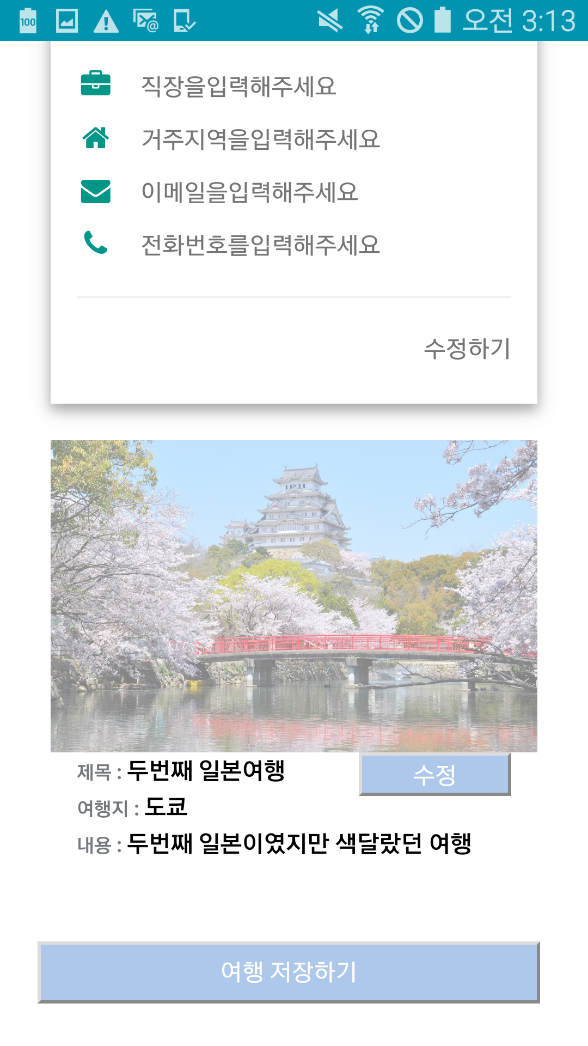 100
오전 3:13
직장을입력해주세요
거주지역을입력해주세요
이메일을입력해주세요
전화번호를입력해주세요
수정하기
제목 : 두번째 일본여행
수정
여행지 : 도쿄
내용 : 두번째 일본이였지만 색달랐던 여행
여행 저장하기